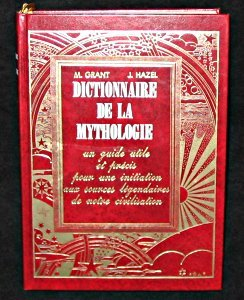 M. GRANT J. HAZEL
DICTIONNAIRE
DE LA
MYTHOLOGIE
un guide utile
et précis
pour une initiation
aux sources légendaires
de notre civilisation